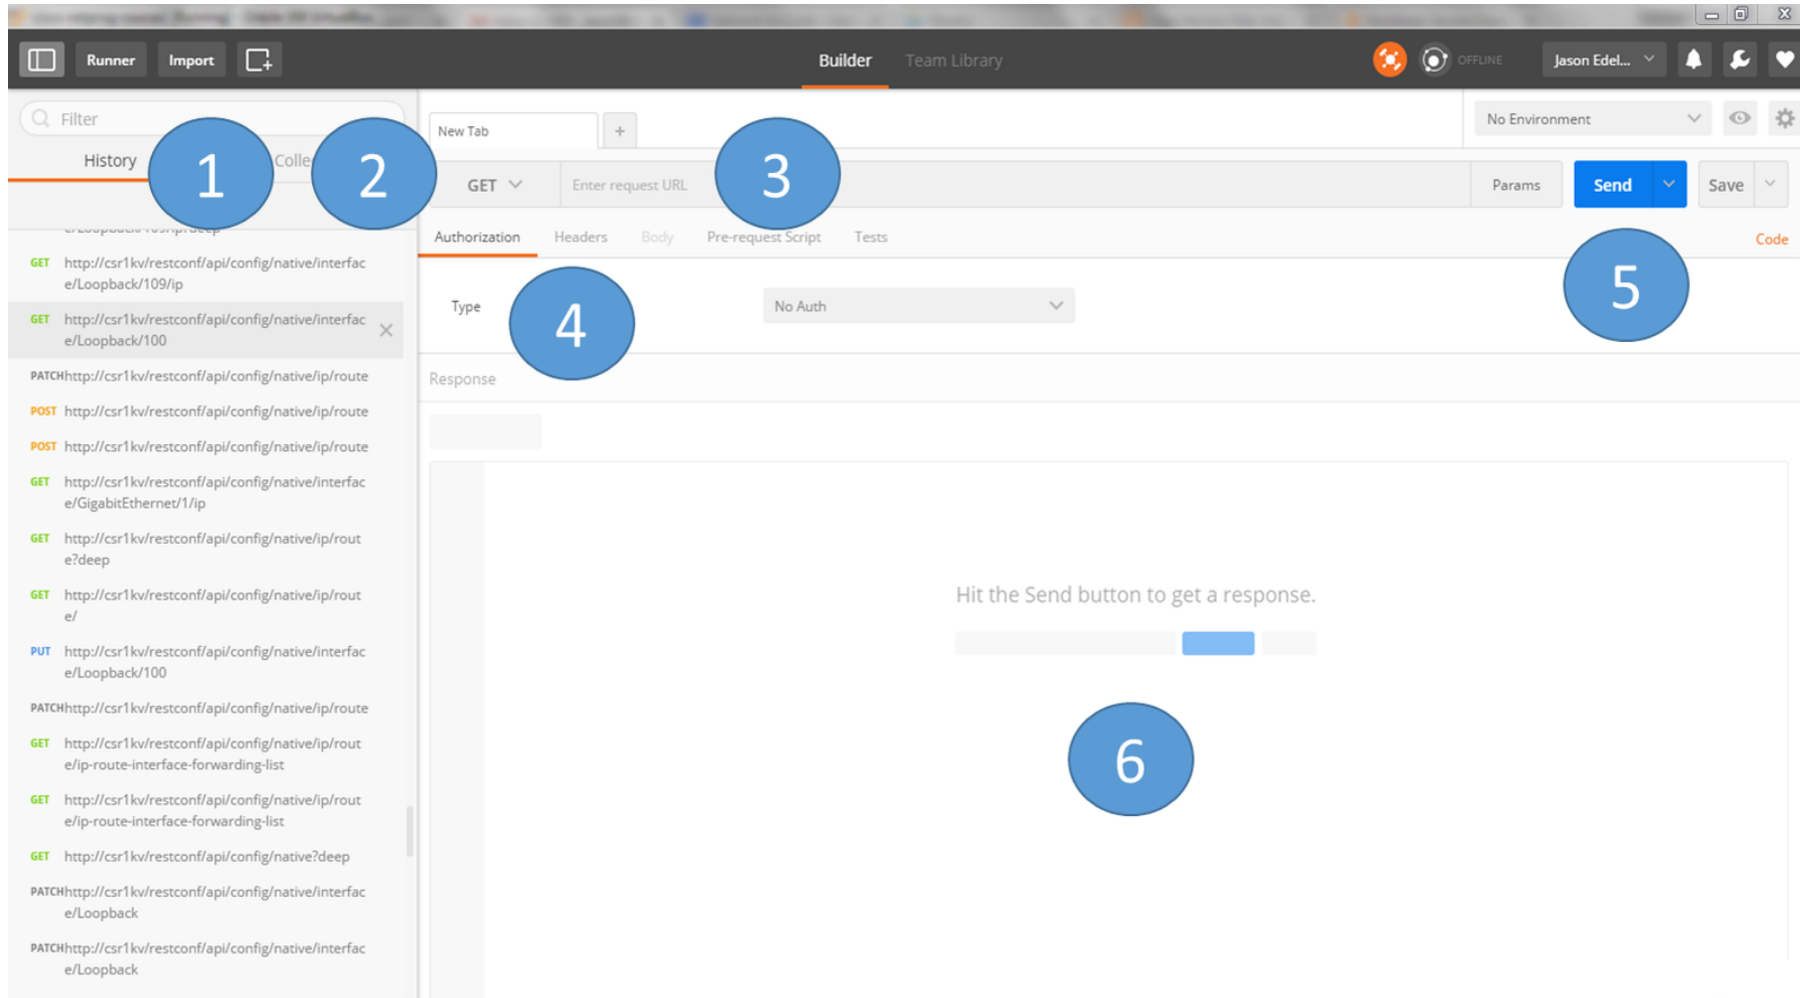 Runner Import Builder Team Library OFFLINE Jason Edel...
Filter
New Tab + No Environment
History Colle
1 2 3
GET Enter request URL Params Send Save
Authorization Headers Body Pre-request Script Tests Code
Type No Auth
4 5
Response
Hit the Send button to get a response.
6
GET http://csr1kv/restconf/api/config/native/interfac
e/Loopback/109/ip
GET http://csr1kv/restconf/api/config/native/interfac
e/Loopback/100
PATCH http://csr1kv/restconf/api/config/native/ip/route
POST http://csr1kv/restconf/api/config/native/ip/route
POST http://csr1kv/restconf/api/config/native/ip/route
GET http://csr1kv/restconf/api/config/native/interfac
e/GigabitEthernet/1/ip
GET http://csr1kv/restconf/api/config/native/ip/rout
e?deep
GET http://csr1kv/restconf/api/config/native/ip/rout
e/
PUT http://csr1kv/restconf/api/config/native/interfac
e/Loopback/100
PATCH http://csr1kv/restconf/api/config/native/ip/route
GET http://csr1kv/restconf/api/config/native/ip/rout
e/ip-route-interface-forwarding-list
GET http://csr1kv/restconf/api/config/native/ip/rout
e/ip-route-interface-forwarding-list
GET http://csr1kv/restconf/api/config/native?deep
PATCH http://csr1kv/restconf/api/config/native/interfac
e/Loopback
PATCH http://csr1kv/restconf/api/config/native/interfac
e/Loopback